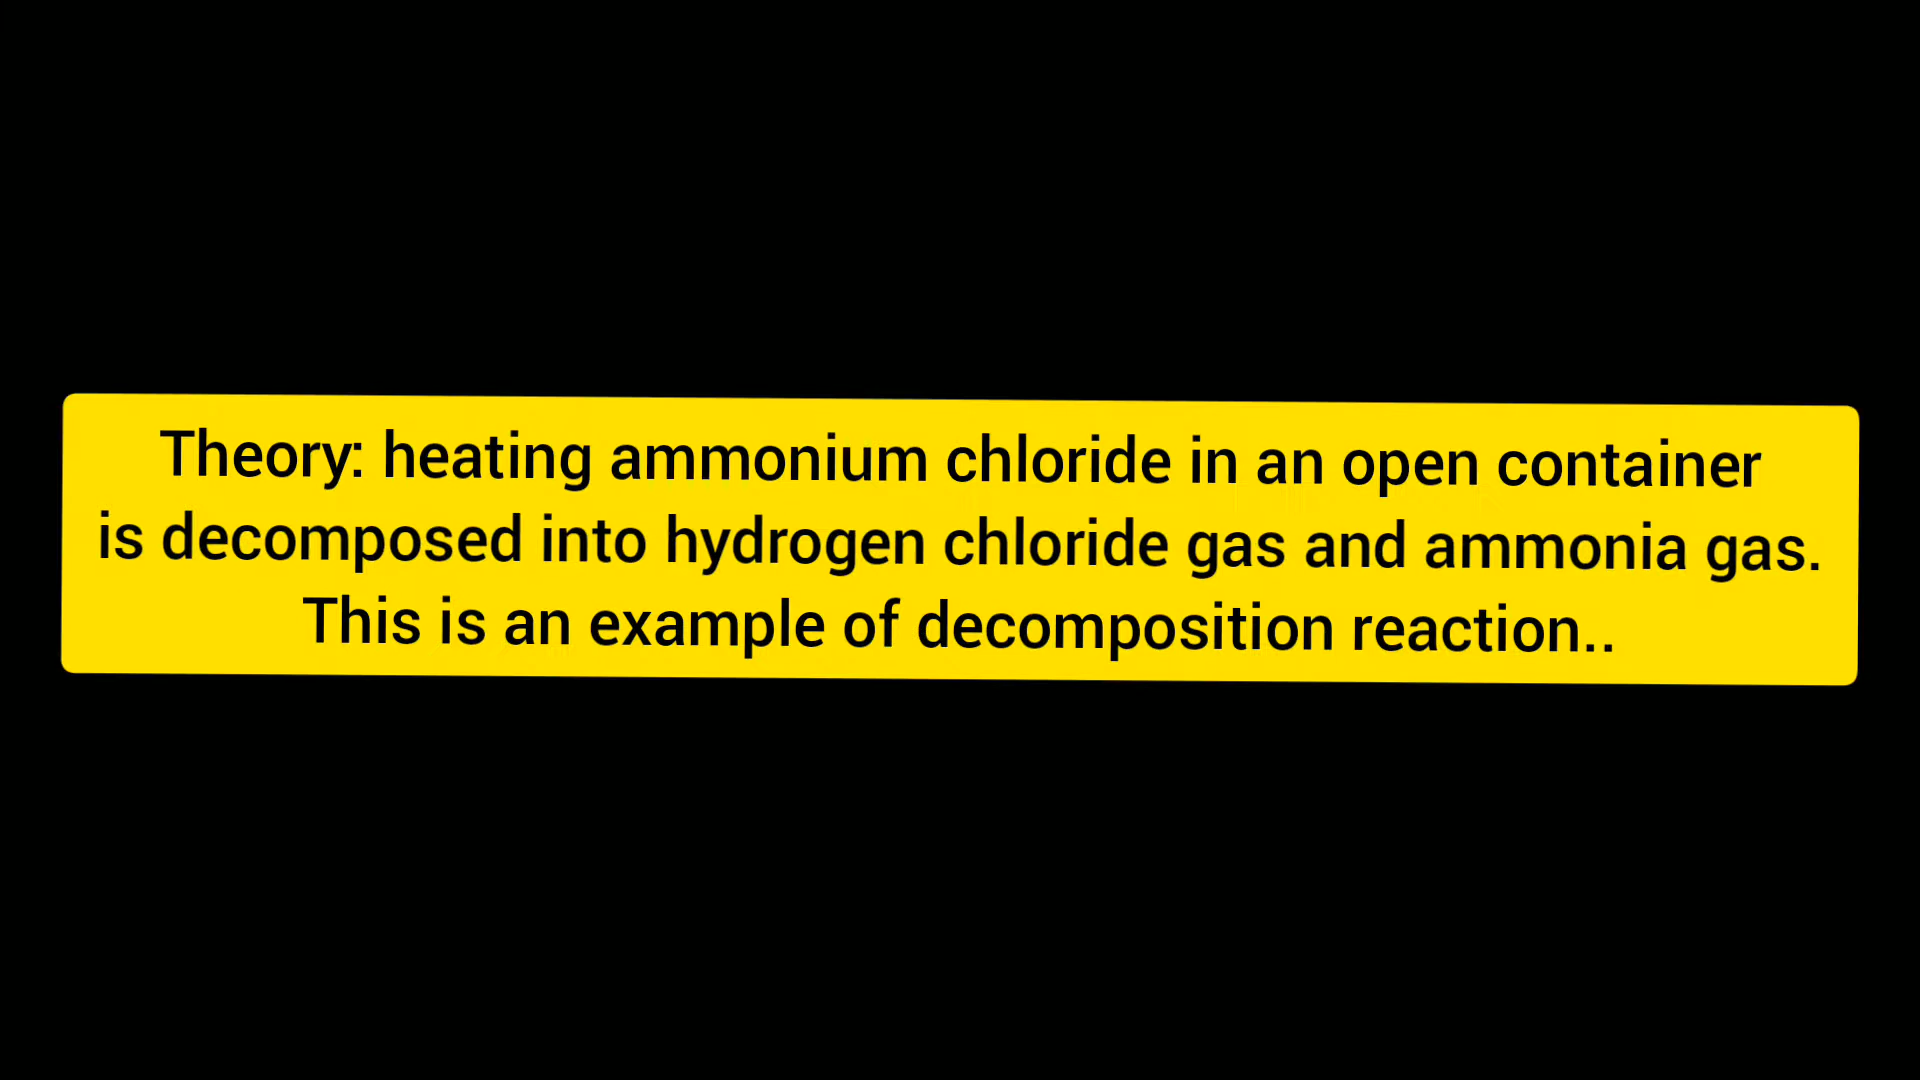 Theory: heating ammonium chloride in an open container
is decomposed into hydrogen chloride gas and ammonia gas.
This is an example of decomposition reaction..